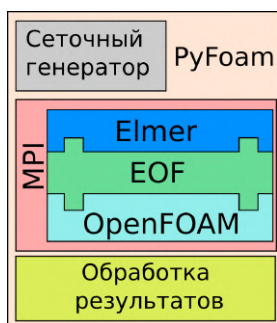 Сеточный
генератор
PyFoam
MPI
Elmer
EOF
OpenFOAM
Обработка
результатов